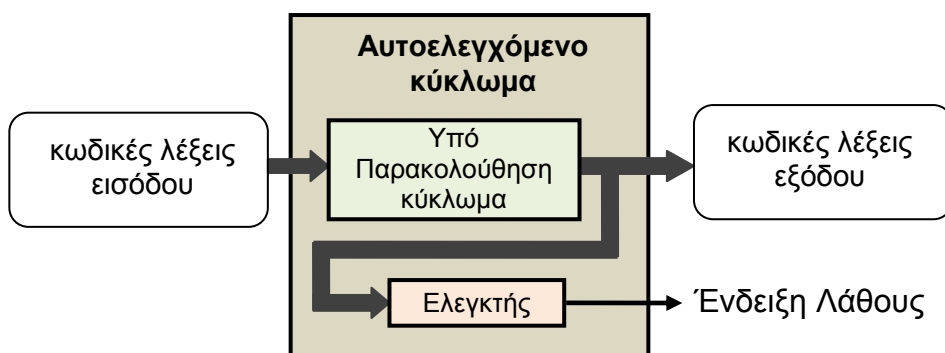 Αυτοελεγχόμενο
κύκλωμα
κωδικές λέξεις
εισόδου
Υπό
Παρακολούθηση
κύκλωμα
κωδικές λέξεις
εξόδου
Ελεγκτής
Ένδειξη Λάθους